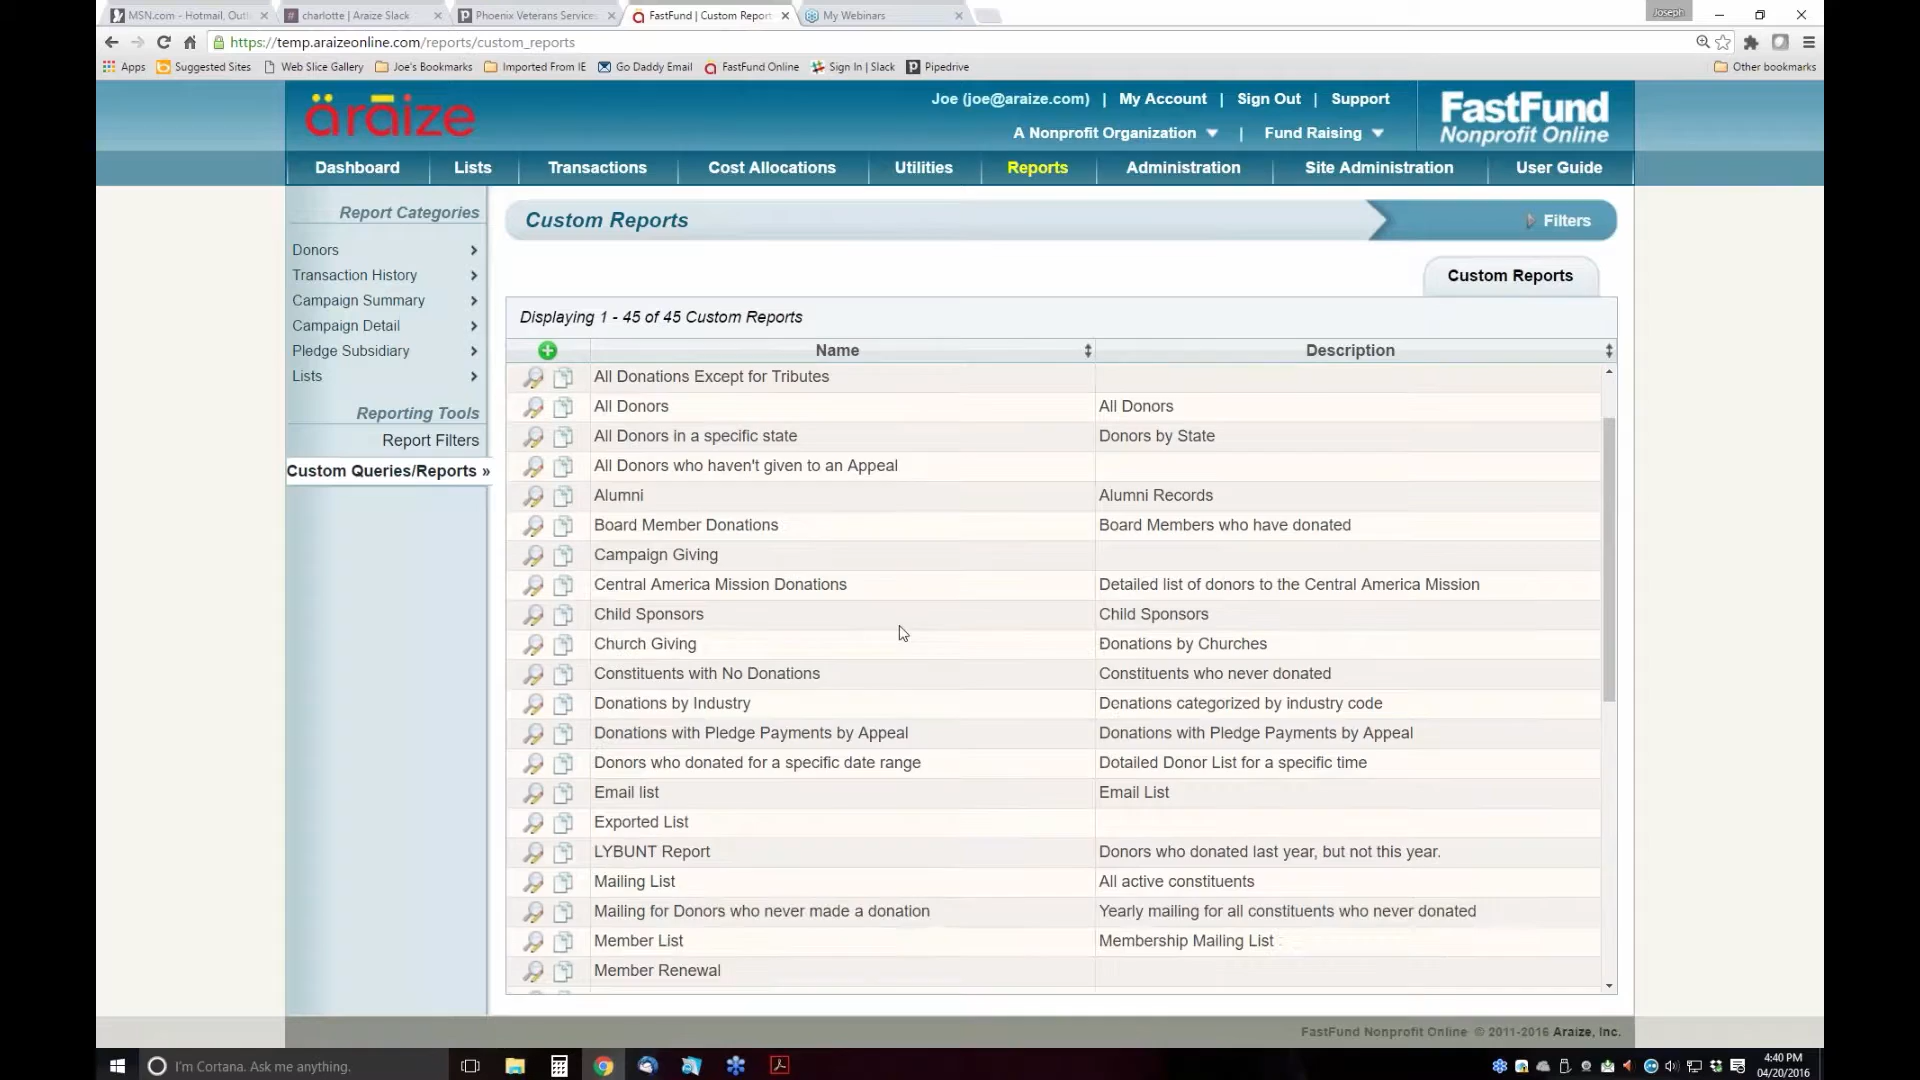 MSN.com - Hotmail, Outl
charlotte | Araize Slack
Phoenix Veterans Services
FastFund | Custom Report
My Webinars
Joseph
https://temp.araizeonline.com/reports/custom_reports
Apps
Suggested Sites
Web Slice Gallery
Joe's Bookmarks
Imported From IE
Go Daddy Email
FastFund Online
Sign In | Slack
Pipedrive
Other bookmarks
äraize
Joe (joe@araize.com) | My Account | Sign Out | Support
A Nonprofit Organization | Fund Raising
FastFund
Nonprofit Online
Dashboard Lists Transactions Cost Allocations Utilities Reports Administration Site Administration User Guide
Report Categories
Donors
Transaction History
Campaign Summary
Campaign Detail
Pledge Subsidiary
Lists
Reporting Tools
Report Filters
Custom Queries/Reports »
Custom Reports
Filters
Custom Reports
Displaying 1 - 45 of 45 Custom Reports
Name Description
All Donations Except for Tributes
All Donors All Donors
All Donors in a specific state Donors by State
All Donors who haven't given to an Appeal
Alumni Alumni Records
Board Member Donations Board Members who have donated
Campaign Giving
Central America Mission Donations Detailed list of donors to the Central America Mission
Child Sponsors Child Sponsors
Church Giving Donations by Churches
Constituents with No Donations Constituents who never donated
Donations by Industry Donations categorized by industry code
Donations with Pledge Payments by Appeal Donations with Pledge Payments by Appeal
Donors who donated for a specific date range Dotailed Donor List for a specific time
Email list Email List
Exported List
LYBUNT Report Donors who donated last year, but not this year.
Mailing List All active constituents
Mailing for Donors who never made a donation Yearly mailing for all constituents who never donated
Member List Membership Mailing List
Member Renewal
FastFund Nonprofit Online © 2011-2016 Araize, Inc.
I'm Cortana. Ask me anything.
4:40 PM
04/20/2016